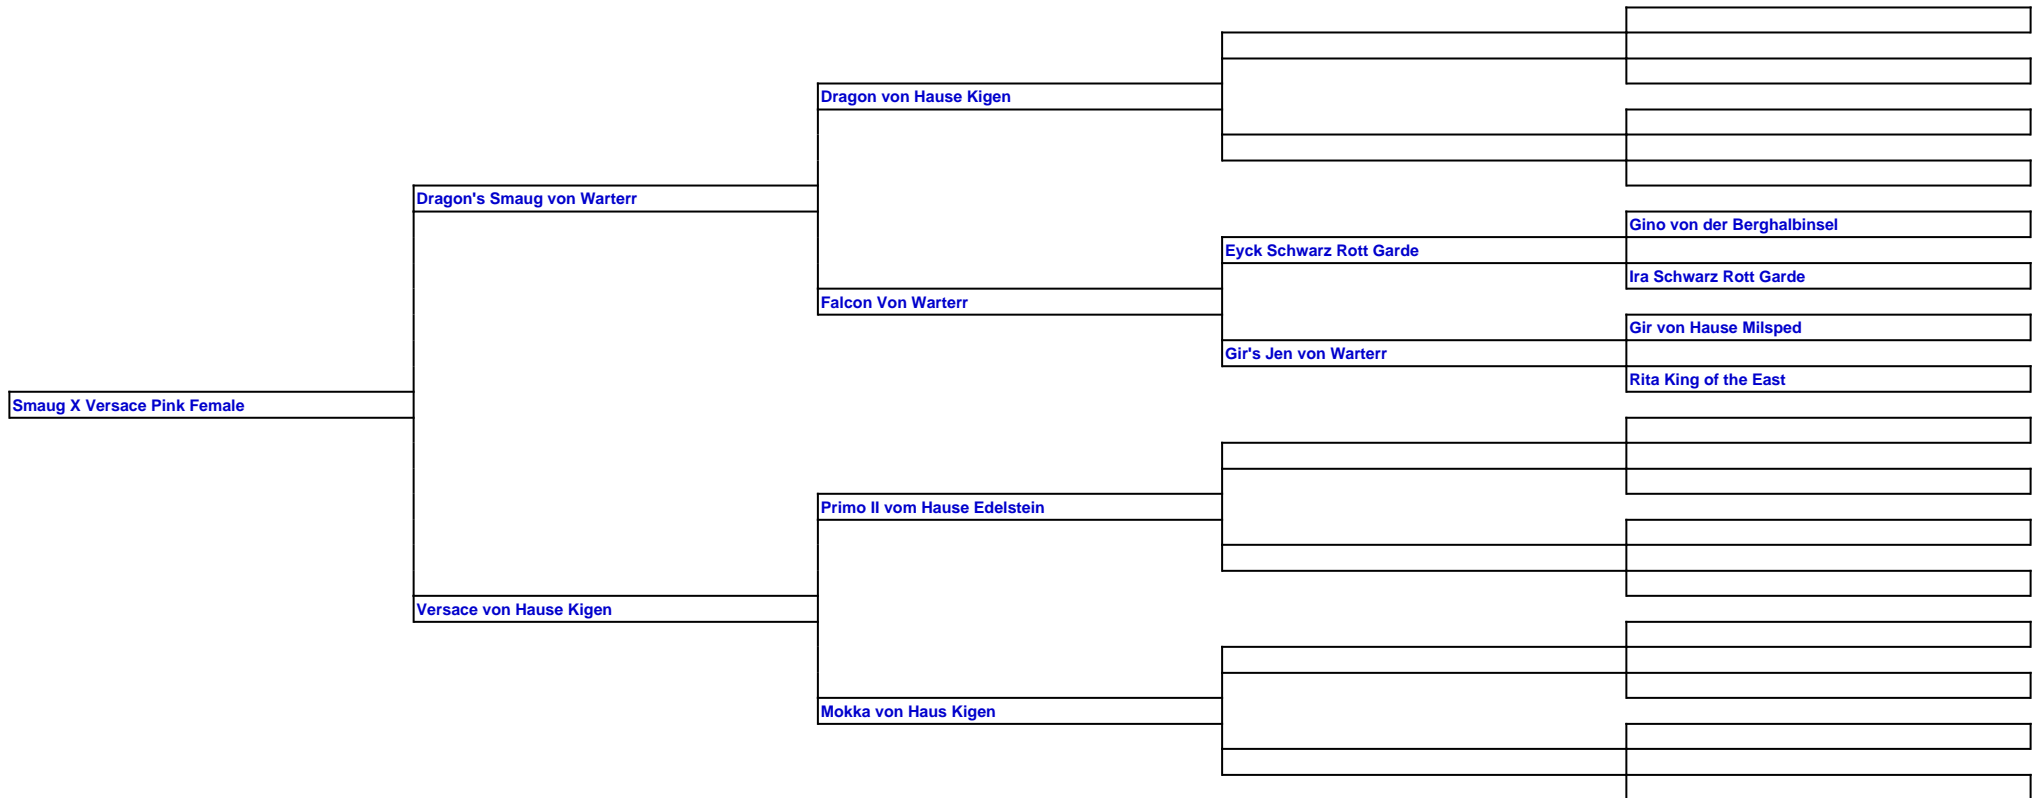 Dragon von Hause Kigen
Dragon's Smaug von Warterr
Gino von der Berghalbinsel
Eyck Schwarz Rott Garde
Ira Schwarz Rott Garde
Falcon Von Warterr
Gir von Hause Milsped
Gir's Jen von Warterr
Rita King of the East
Smaug X Versace Pink Female
Primo II vom Hause Edelstein
Versace von Hause Kigen
Mokka von Haus Kigen